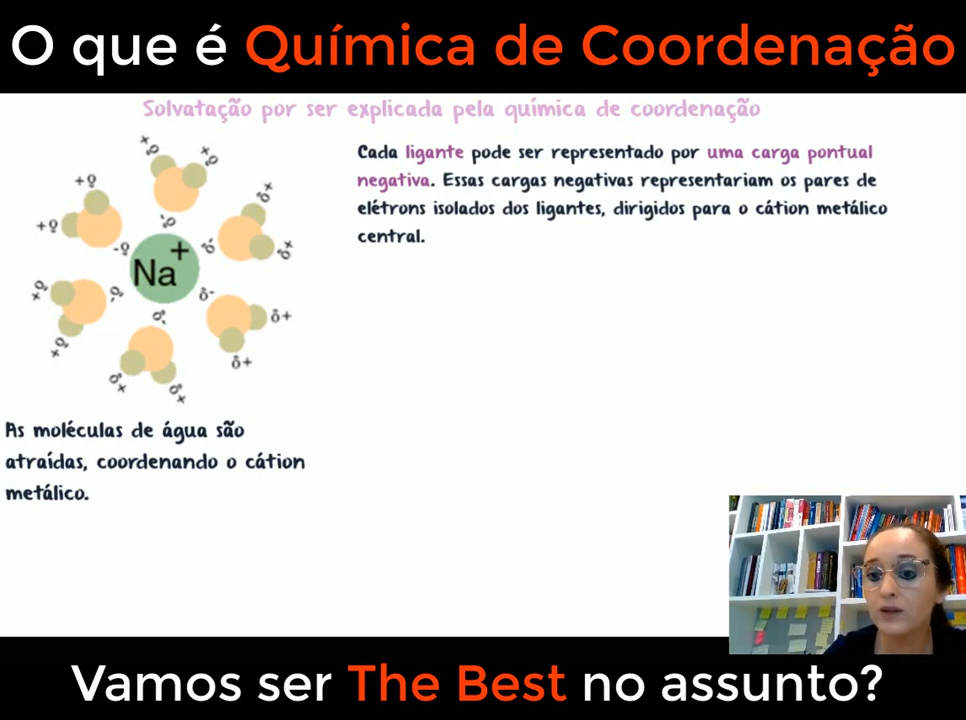 O que é Química de Coordenação
Solvatação por ser explicada pela química de coordenação
Cada ligante pode ser representado por uma carga pontual
negativa. Essas cargas negativas representariam os pares de
elétrons isolados dos ligantes, dirigidos para o cátion metálico
central.
δ+ δ+
δ+ δ+
δ+ δ-
δ- δ- δ+
Na+
δ+ δ- δ- δ+
δ+ δ- δ+
δ+ δ+
As moléculas de água são
atraídas, coordenando o cátion
metálico.
Vamos ser The Best no assunto?